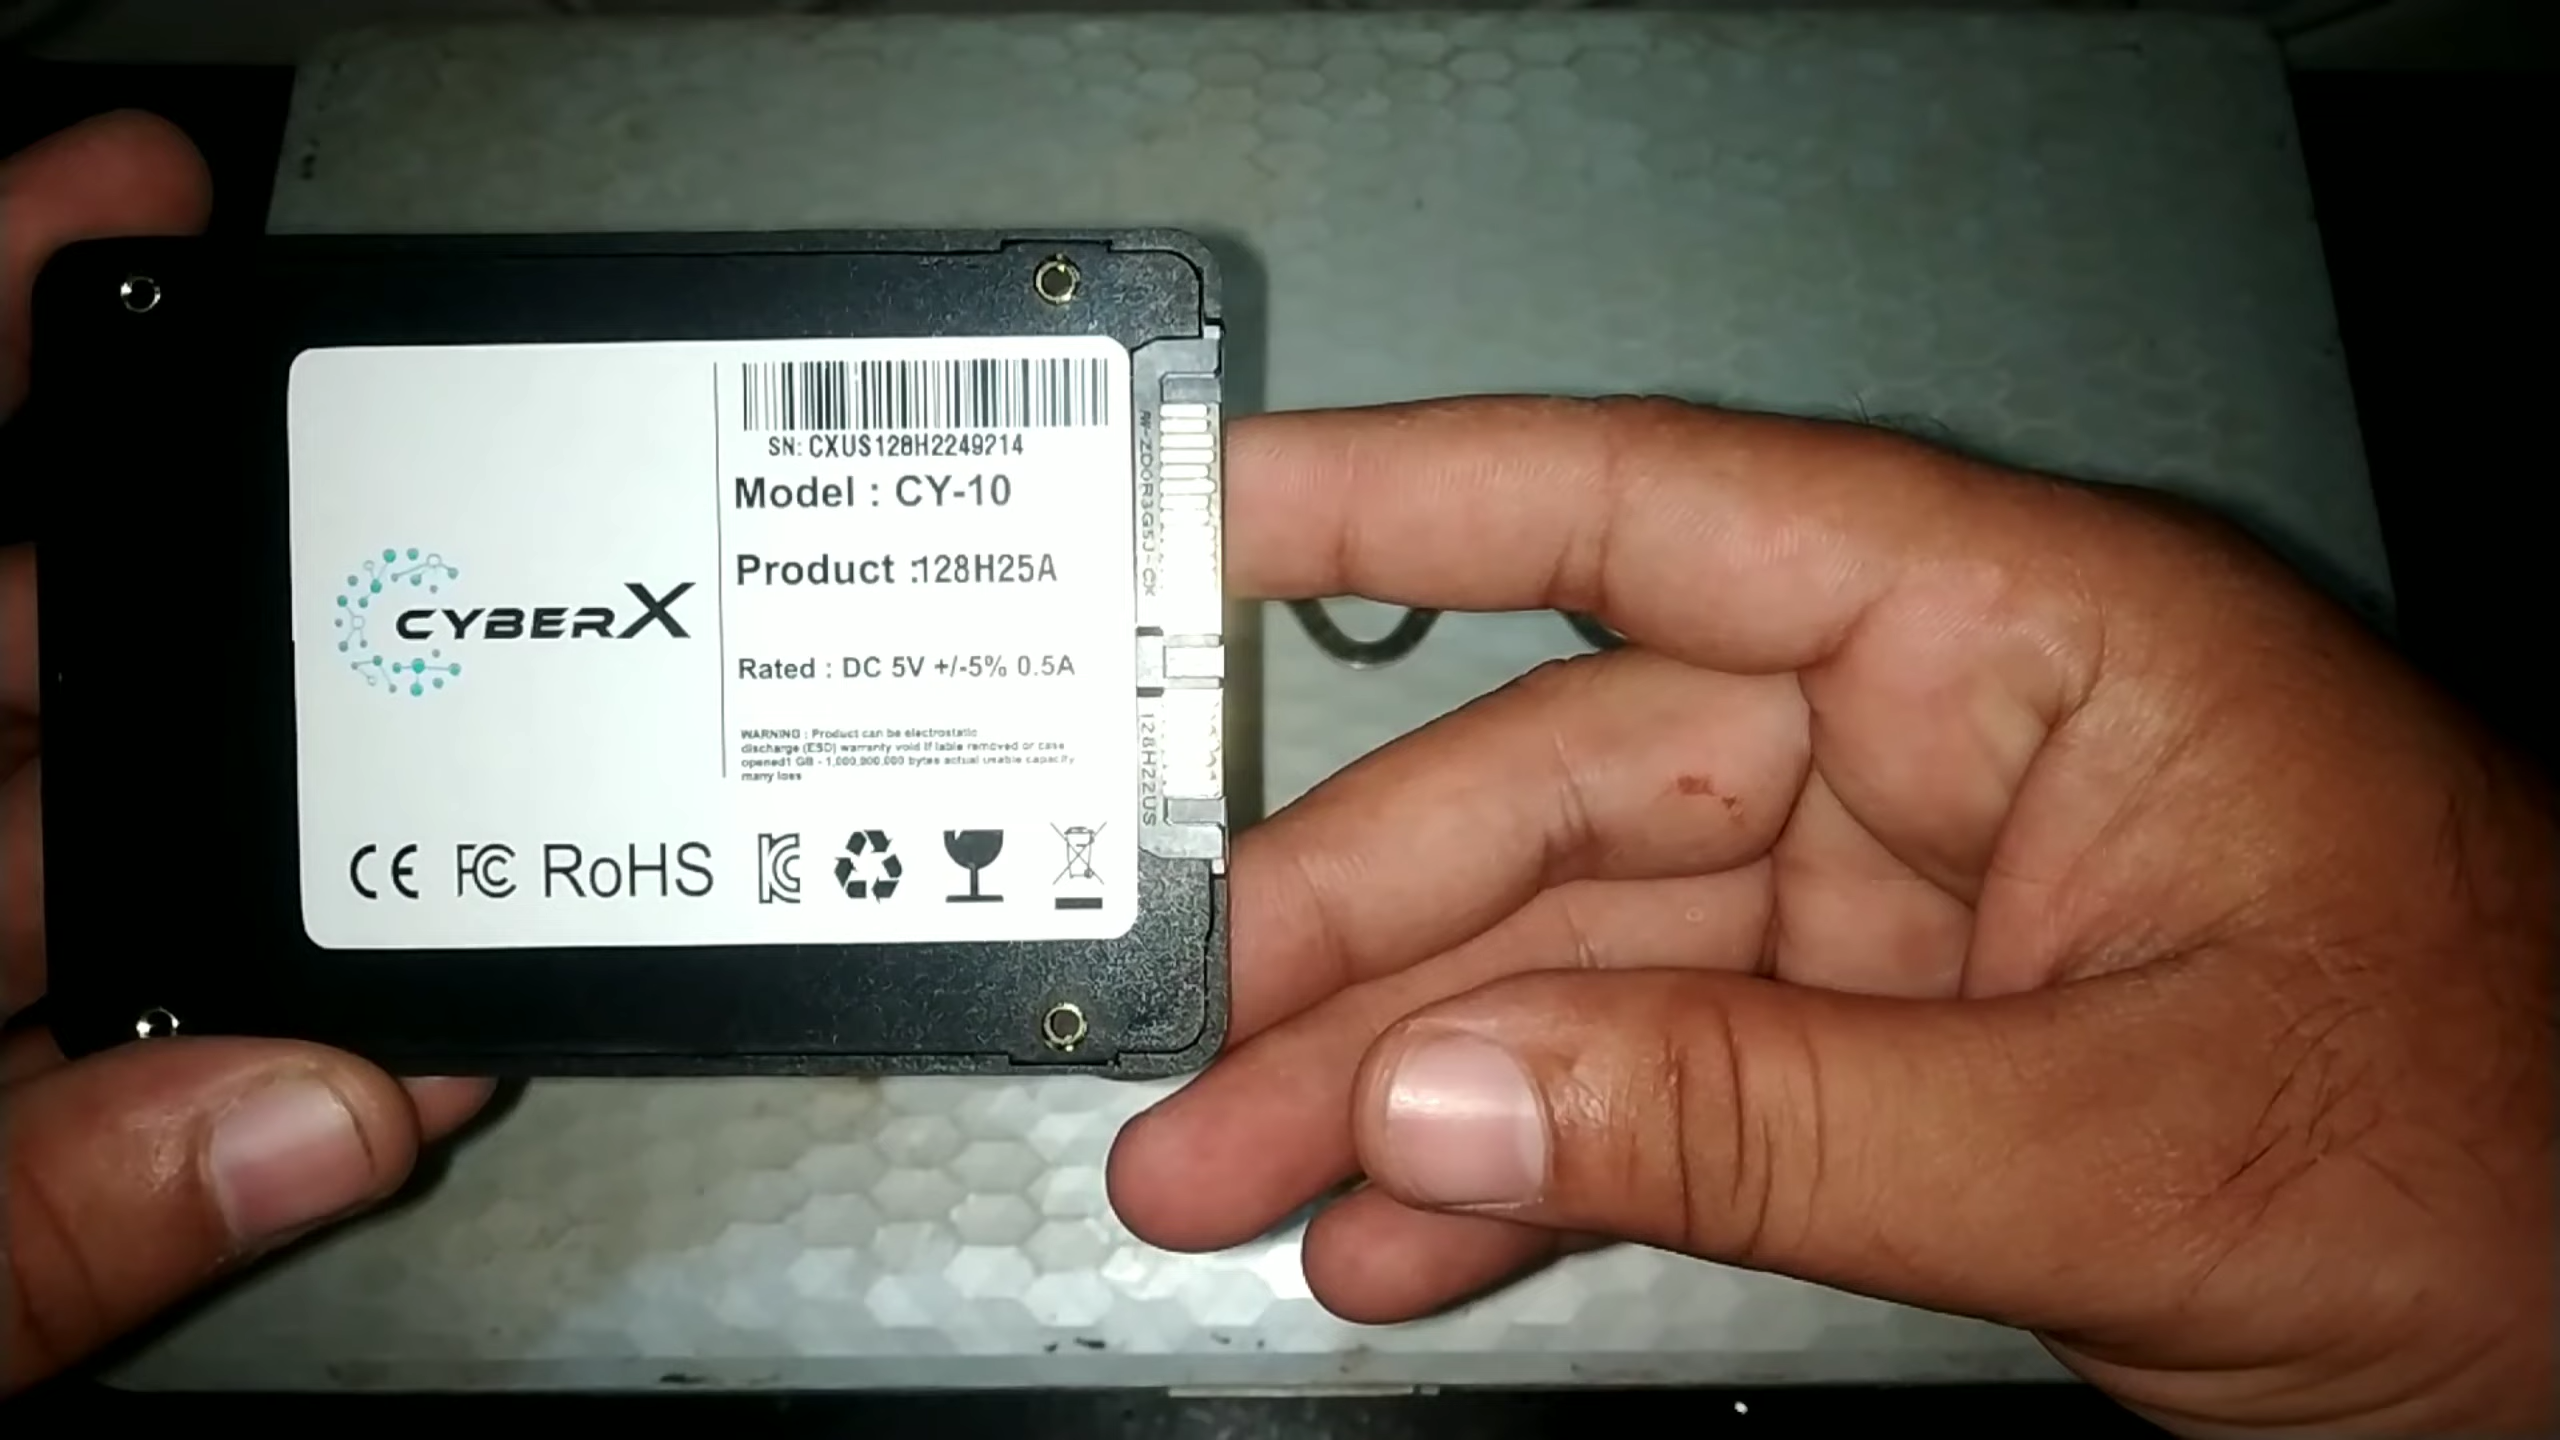 CYBERX
SN: CXUS128H2249214
Model : CY-10
Product :128H25A
Rated : DC 5V +/-5% 0.5A
WARNING : Product can be electrostatic
discharge (ESD) warranty void if lable removed or case
opened1 GB - 1,000,000,000 bytes actual usable capacity
many loss
CE FC RoHS
128H22US